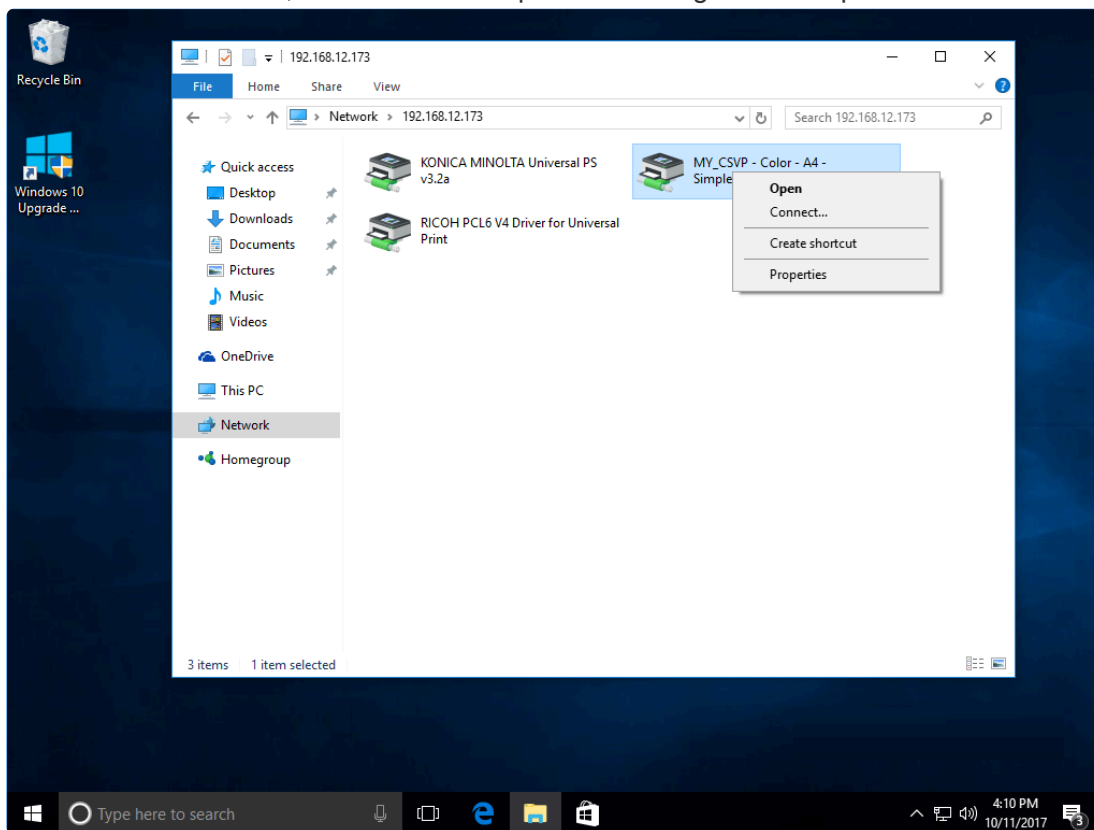 Recycle Bin
Windows 10
Upgrade ...
192.168.12.173
File Home Share View
Network > 192.168.12.173
Search 192.168.12.173
Quick access
Desktop
Downloads
Documents
Pictures
Music
Videos
OneDrive
This PC
Network
Homegroup
KONICA MINOLTA Universal PS
v3.2a
RICOH PCL6 V4 Driver for Universal
Print
MY_CSVP - Color - A4 -
Simple
Open
Connect...
Create shortcut
Properties
3 items 1 item selected
Type here to search
4:10 PM
10/11/2017
3